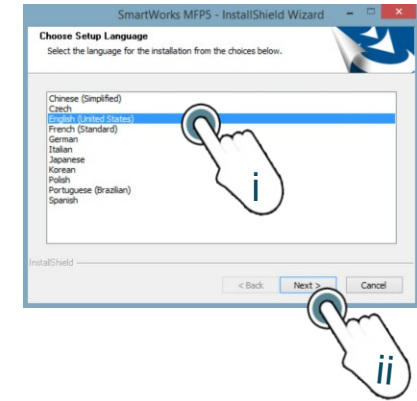 SmartWorks MFP5 - InstallShield Wizard
Choose Setup Language
Select the language for the installation from the choices below.
Chinese (Simplified)
Czech
English (United States)
French (Standard)
German
Italian
Japanese
Korean
Polish
Portuguese (Brazilian)
Spanish
i
InstallShield
< Back Next > Cancel
ii